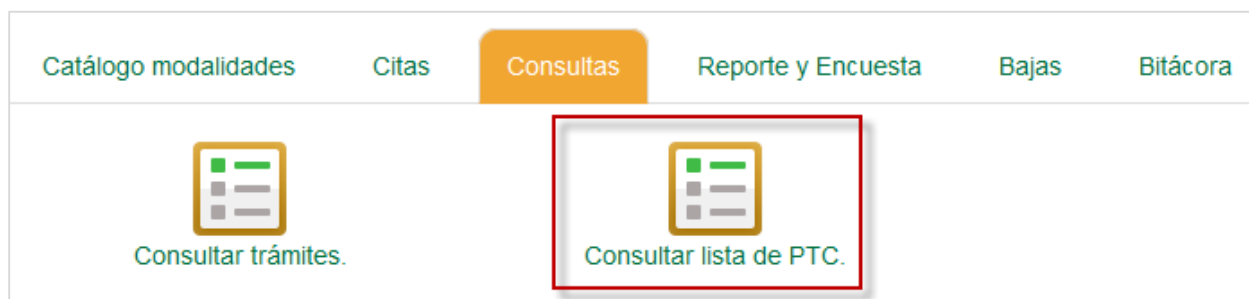 Catálogo modalidades Citas Consultas Reporte y Encuesta Bajas Bitácora
Consultar trámites. Consultar lista de PTC.